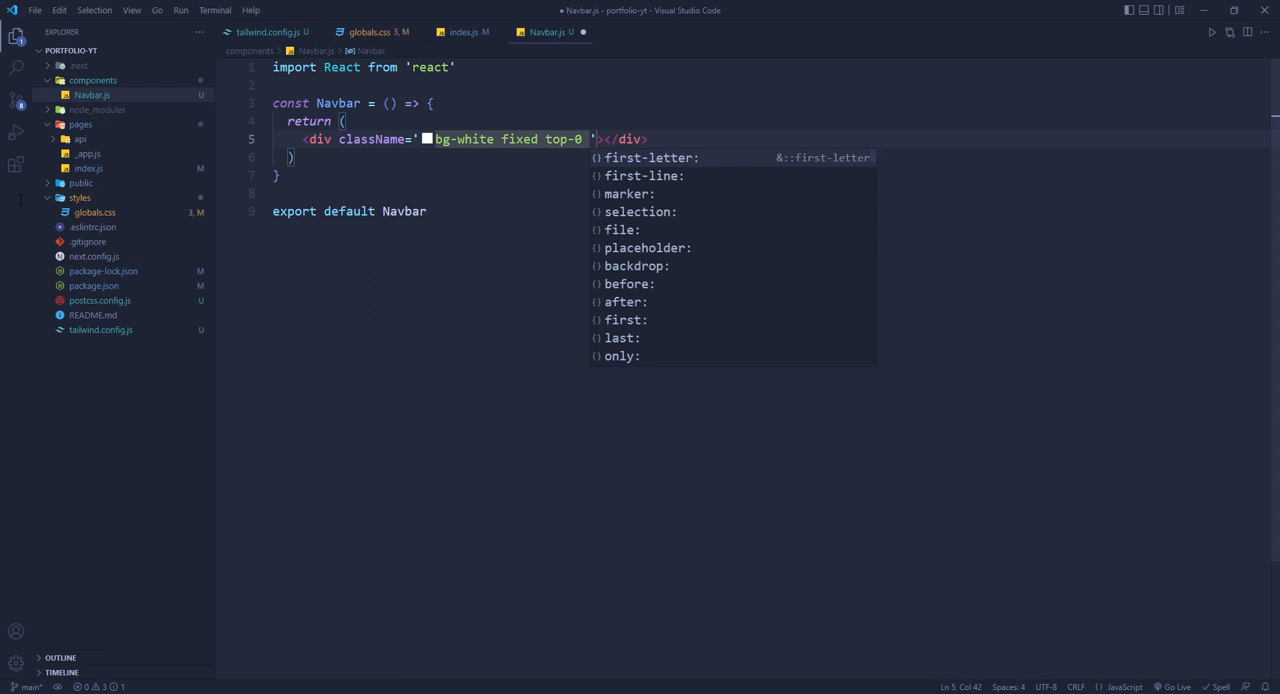 File Edit Selection View Go Run Terminal Help
● Navbar.js - portfolio-yt - Visual Studio Code
EXPLORER
PORTFOLIO-YT
.next
components
Navbar.js U
node_modules
pages
api
_app.js
index.js M
public
styles
globals.css 3, M
.eslintrc.json
.gitignore
next.config.js
package-lock.json M
package.json M
postcss.config.js U
README.md
tailwind.config.js U
OUTLINE
TIMELINE
1
8
tailwind.config.js U globals.css 3, M index.js M Navbar.js U ●
components > Navbar.js > Navbar
1 import React from 'react'
2
3 const Navbar = () => {
4 return (
5 <div className='bg-white fixed top-0 '></div>
6 )
7 }
8
9 export default Navbar
first-letter: &::first-letter
first-line:
marker:
selection:
file:
placeholder:
backdrop:
before:
after:
first:
last:
only:
main* 0 3 1 Ln 5, Col 42 Spaces: 4 UTF-8 CRLF {} JavaScript Go Live Spell